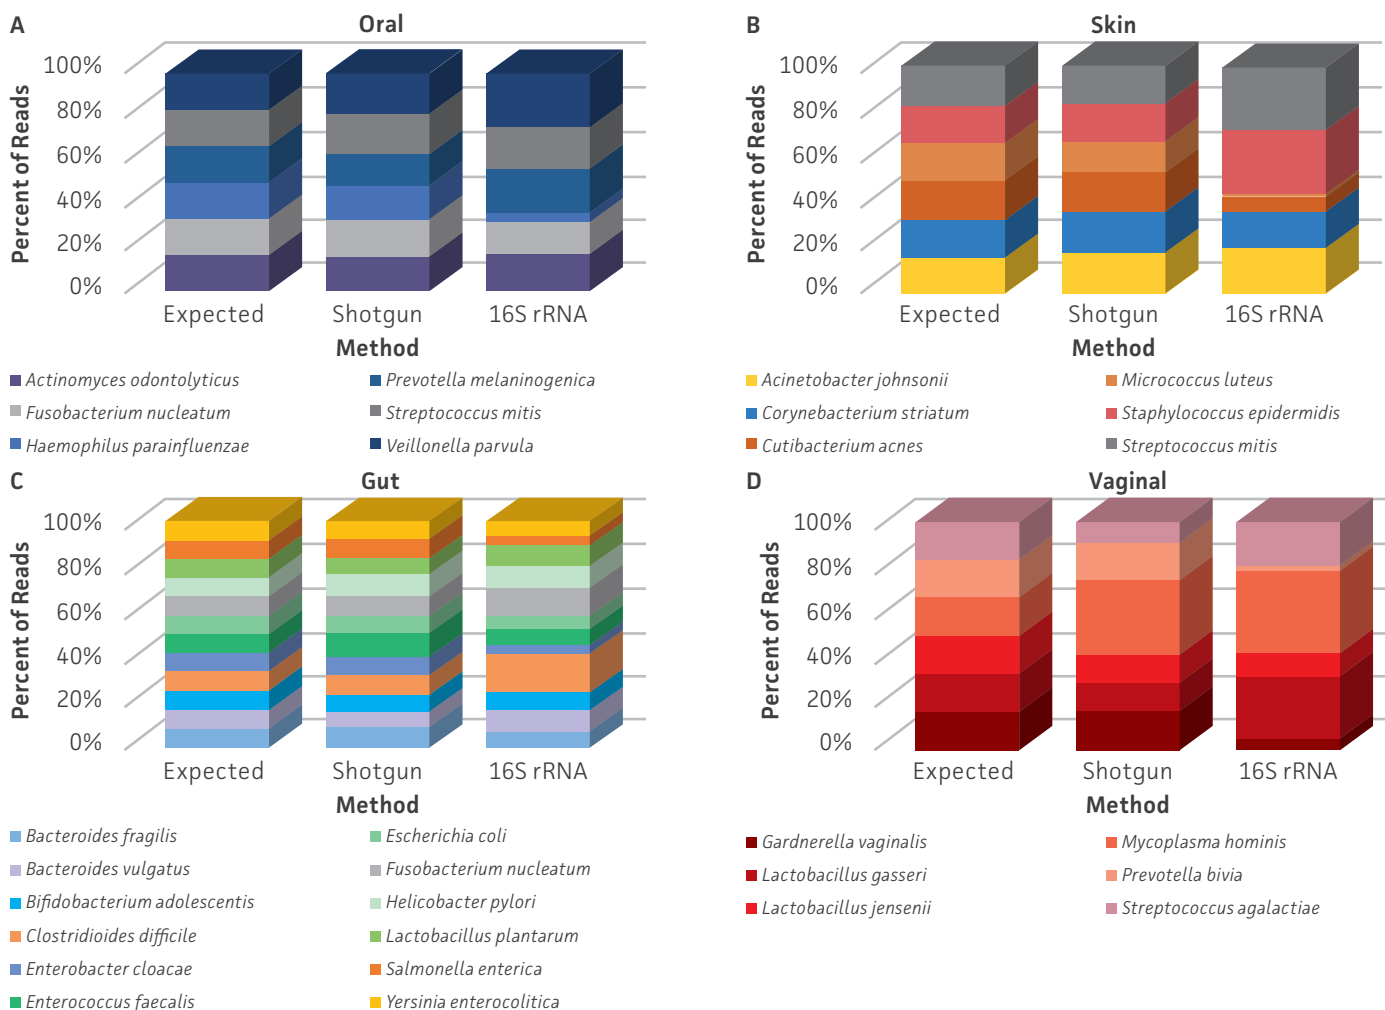 A
Oral
Percent of Reads
100%
80%
60%
40%
20%
0%
Expected
Shotgun
16S rRNA
Method
Actinomyces odontolyticus
Fusobacterium nucleatum
Haemophilus parainfluenzae
Prevotella melaninogenica
Streptococcus mitis
Veillonella parvula
B
Skin
Percent of Reads
100%
80%
60%
40%
20%
0%
Expected
Shotgun
16S rRNA
Method
Acinetobacter johnsonii
Corynebacterium striatum
Cutibacterium acnes
Micrococcus luteus
Staphylococcus epidermidis
Streptococcus mitis
C
Gut
Percent of Reads
100%
80%
60%
40%
20%
0%
Expected
Shotgun
16S rRNA
Method
Bacteroides fragilis
Bacteroides vulgatus
Bifidobacterium adolescentis
Clostridioides difficile
Enterobacter cloacae
Enterococcus faecalis
Escherichia coli
Fusobacterium nucleatum
Helicobacter pylori
Lactobacillus plantarum
Salmonella enterica
Yersinia enterocolitica
D
Vaginal
Percent of Reads
100%
80%
60%
40%
20%
0%
Expected
Shotgun
16S rRNA
Method
Gardnerella vaginalis
Lactobacillus gasseri
Lactobacillus jensenii
Mycoplasma hominis
Prevotella bivia
Streptococcus agalactiae